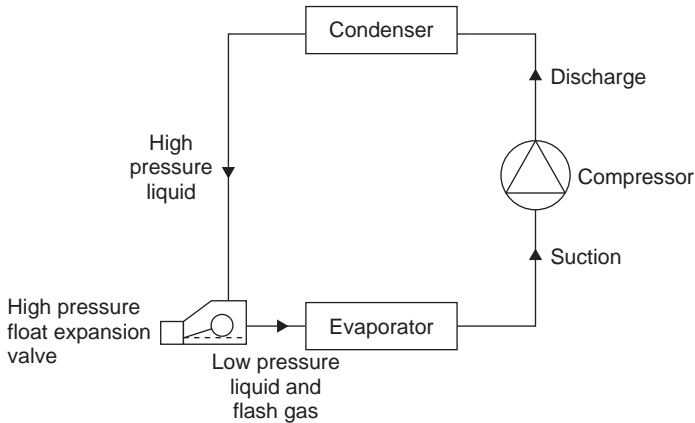 Condenser
Discharge
High
pressure
liquid
Compressor
Suction
High pressure
float expansion
valve
Evaporator
Low pressure
liquid and
flash gas